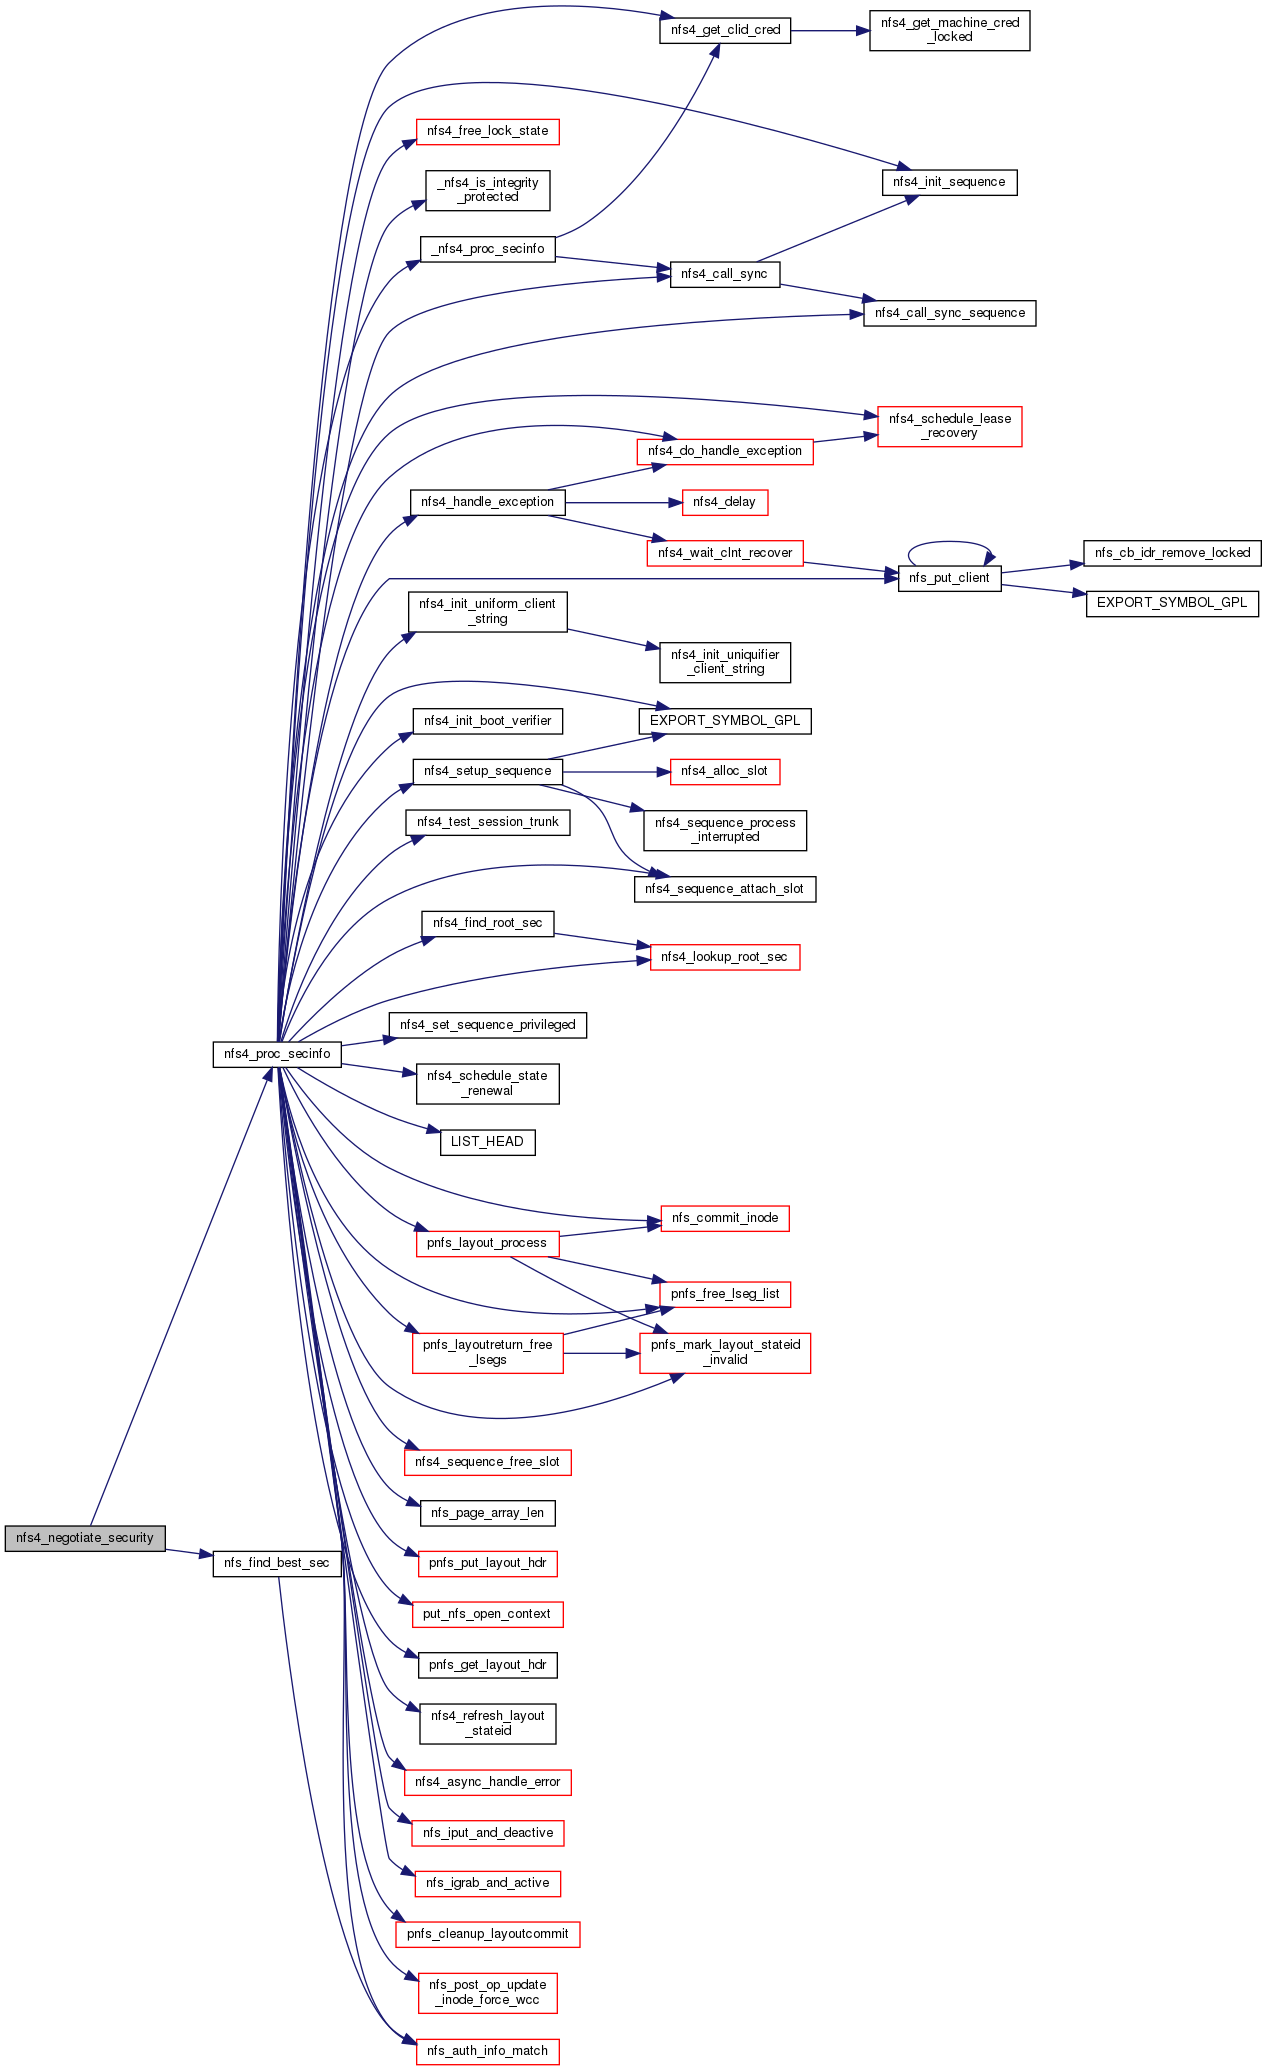 nfs4_get_clid_cred
nfs4_get_machine_cred
_locked
nfs4_free_lock_state
_nfs4_is_integrity
_protected
nfs4_init_sequence
_nfs4_proc_secinfo
nfs4_call_sync
nfs4_call_sync_sequence
nfs4_schedule_lease
_recovery
nfs4_do_handle_exception
nfs4_handle_exception
nfs4_delay
nfs4_wait_clnt_recover
nfs_put_client
nfs_cb_idr_remove_locked
EXPORT_SYMBOL_GPL
nfs4_init_uniform_client
_string
nfs4_init_uniquifier
_client_string
nfs4_init_boot_verifier
EXPORT_SYMBOL_GPL
nfs4_setup_sequence
nfs4_alloc_slot
nfs4_test_session_trunk
nfs4_sequence_process
_interrupted
nfs4_sequence_attach_slot
nfs4_find_root_sec
nfs4_lookup_root_sec
nfs4_set_sequence_privileged
nfs4_proc_secinfo
nfs4_schedule_state
_renewal
LIST_HEAD
nfs_commit_inode
pnfs_layout_process
pnfs_free_lseg_list
pnfs_layoutreturn_free
_lsegs
pnfs_mark_layout_stateid
_invalid
nfs4_sequence_free_slot
nfs_page_array_len
nfs4_negotiate_security
nfs_find_best_sec
pnfs_put_layout_hdr
put_nfs_open_context
pnfs_get_layout_hdr
nfs4_refresh_layout
_stateid
nfs4_async_handle_error
nfs_iput_and_deactive
nfs_igrab_and_active
pnfs_cleanup_layoutcommit
nfs_post_op_update
_inode_force_wcc
nfs_auth_info_match